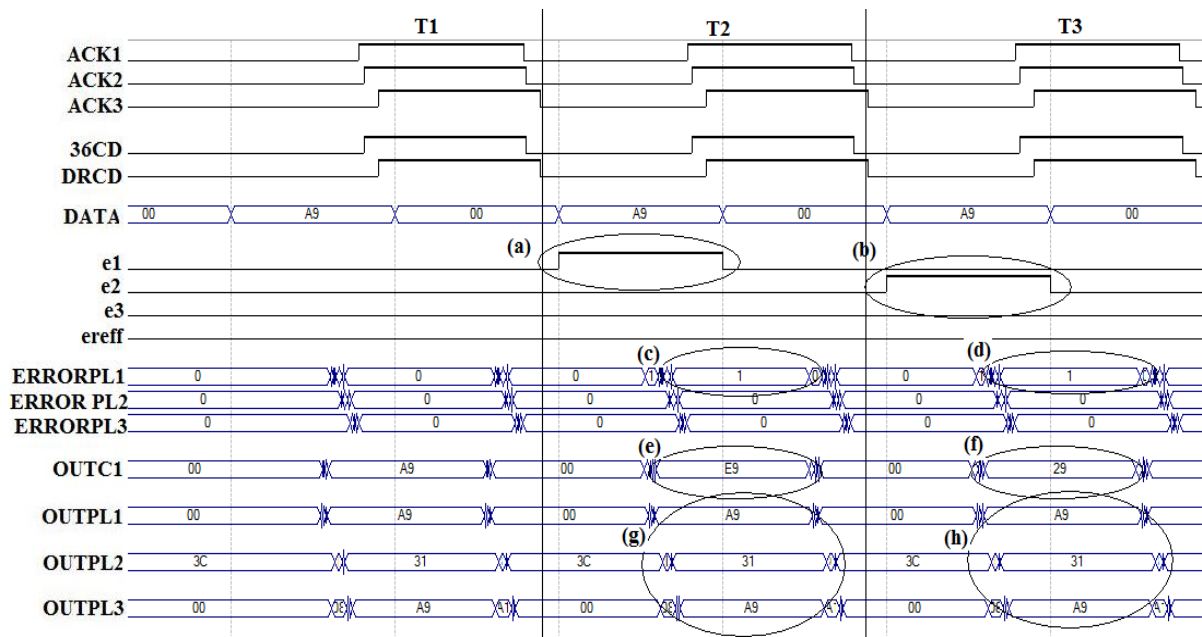 T1 T2 T3
ACK1
ACK2
ACK3
36CD
DRCD
DATA 00 A9 00 A9 00 A9 00
(a)
e1
(b)
e2
e3
ereff
(c) (d)
ERRORPL1 0 0 0 1 1 0 0 1
ERROR PL2 0 0 0 0 0 0
ERRORPL3 0 0 0 0 0 0
(e) (f)
OUTC1 00 A9 00 E9 00 29
OUTPL1 00 A9 00 A9 00 A9
(g) (h)
OUTPL2 3C 31 3C 31 3C 31
OUTPL3 00 A9 00 A9 00 A9